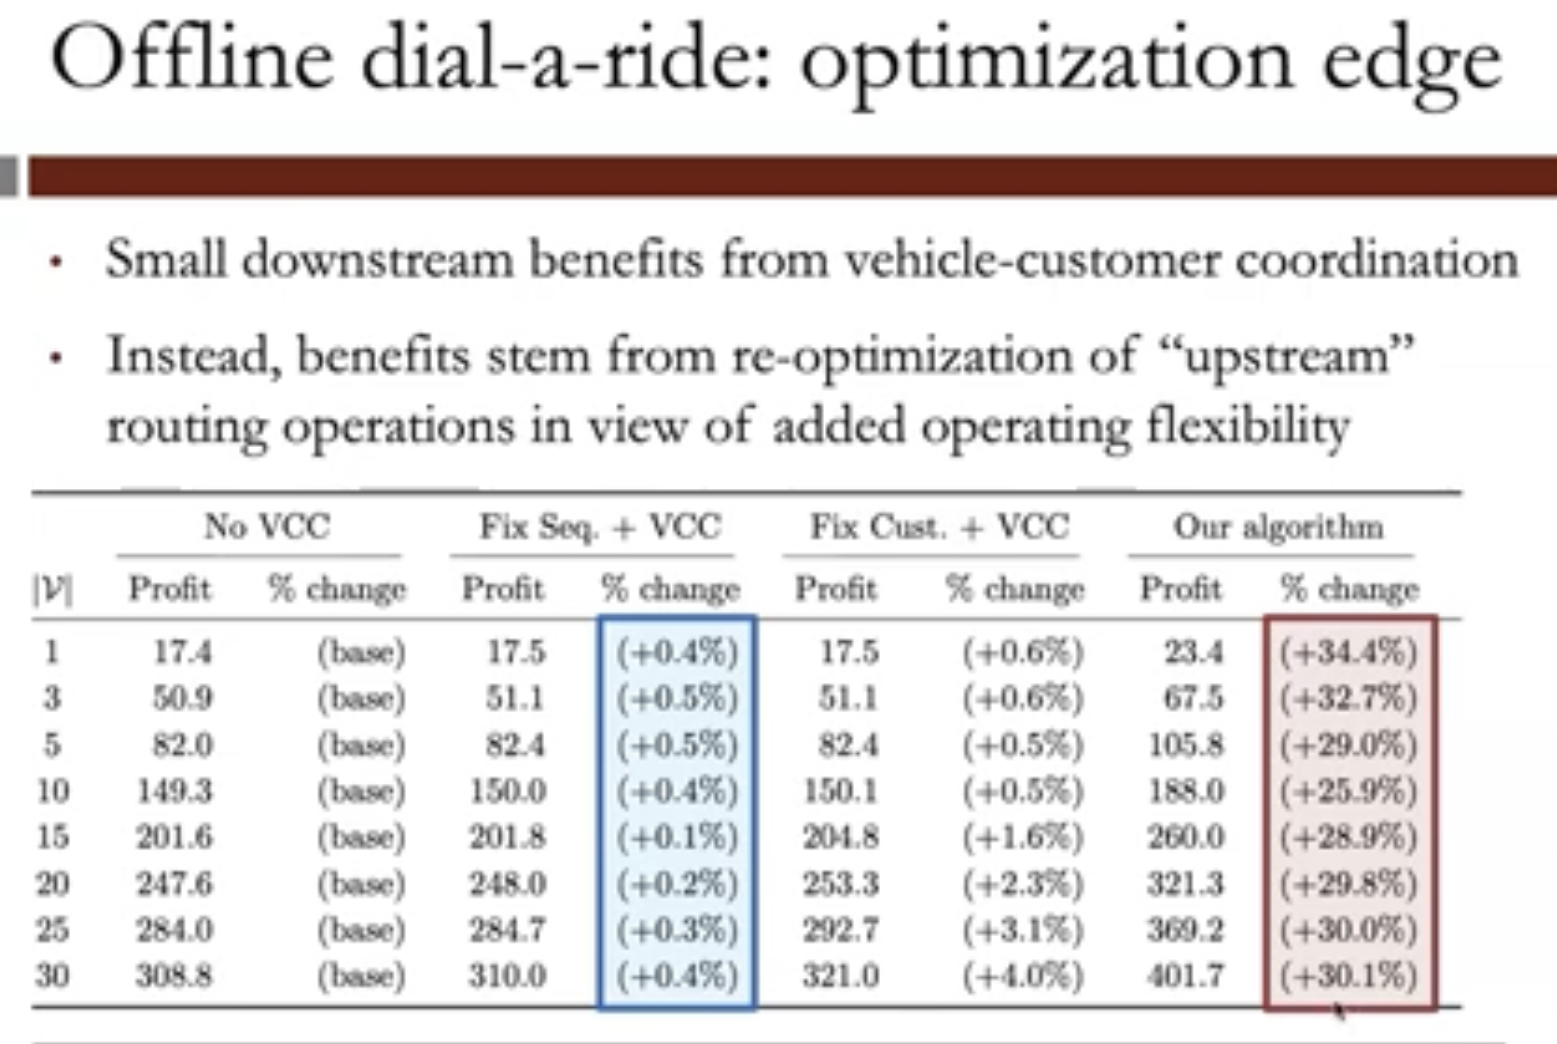 Offline dial-a-ride: optimization edge
• Small downstream benefits from vehicle-customer coordination
• Instead, benefits stem from re-optimization of “upstream”
routing operations in view of added operating flexibility
No VCC Fix Seq. + VCC Fix Cust. + VCC Our algorithm
|𝒱| Profit % change Profit % change Profit % change Profit % change
1 17.4 (base) 17.5 (+0.4%) 17.5 (+0.6%) 23.4 (+34.4%)
3 50.9 (base) 51.1 (+0.5%) 51.1 (+0.6%) 67.5 (+32.7%)
5 82.0 (base) 82.4 (+0.5%) 82.4 (+0.5%) 105.8 (+29.0%)
10 149.3 (base) 150.0 (+0.4%) 150.1 (+0.5%) 188.0 (+25.9%)
15 201.6 (base) 201.8 (+0.1%) 204.8 (+1.6%) 260.0 (+28.9%)
20 247.6 (base) 248.0 (+0.2%) 253.3 (+2.3%) 321.3 (+29.8%)
25 284.0 (base) 284.7 (+0.3%) 292.7 (+3.1%) 369.2 (+30.0%)
30 308.8 (base) 310.0 (+0.4%) 321.0 (+4.0%) 401.7 (+30.1%)